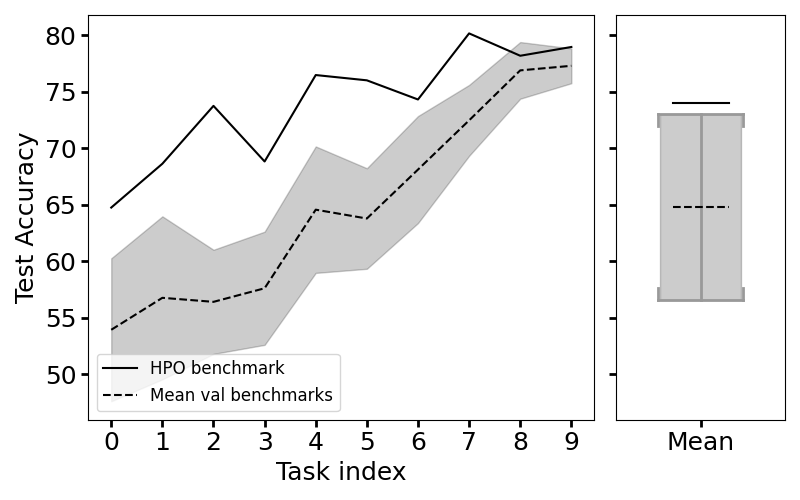 Test Accuracy
80
75
70
65
60
55
50
HPO benchmark
Mean val benchmarks
0 1 2 3 4 5 6 7 8 9
Task index
Mean